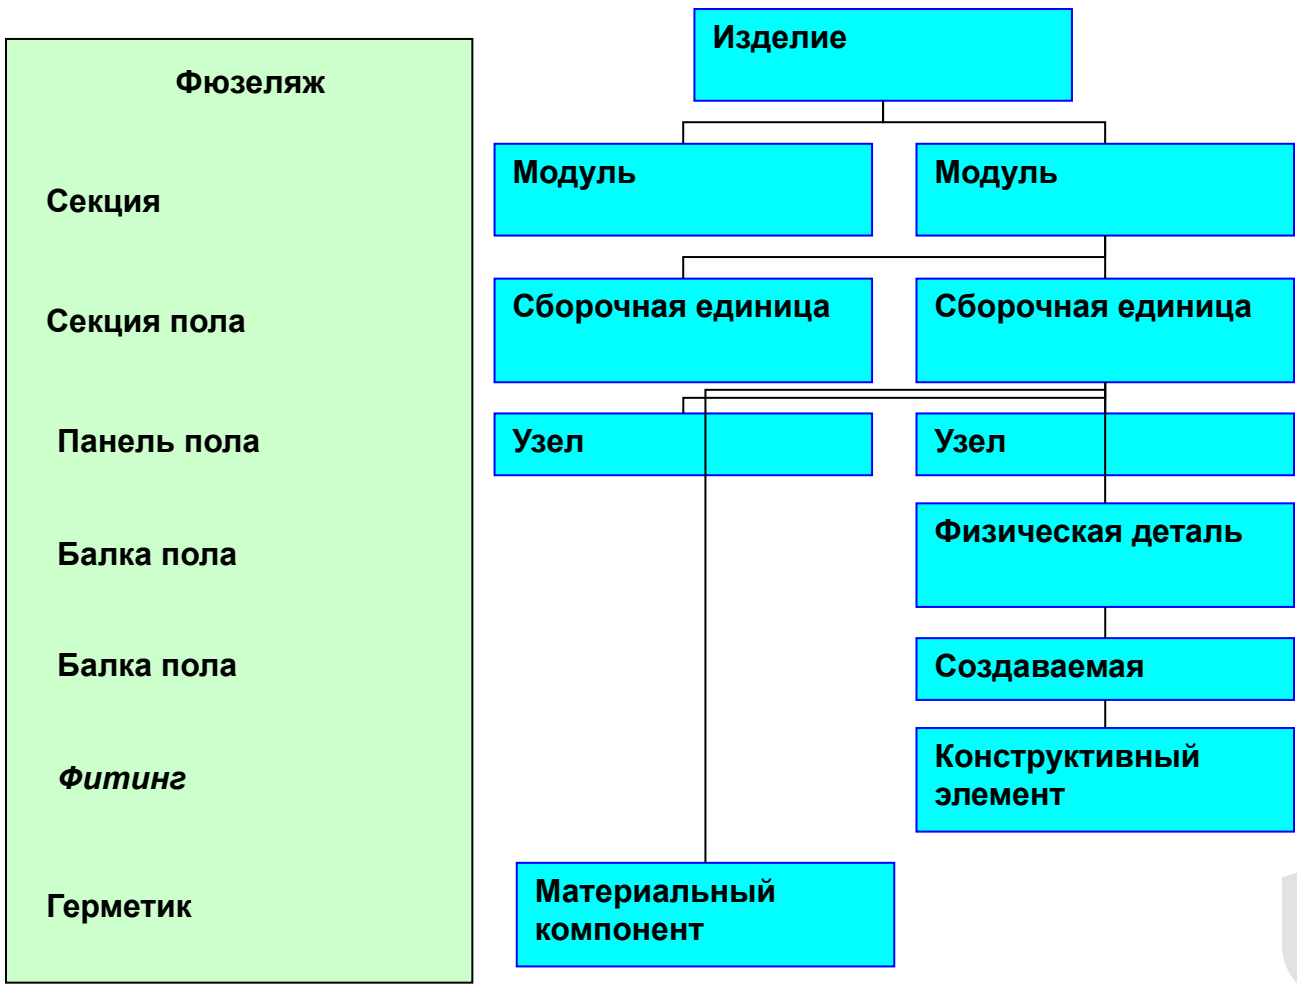 Фюзеляж
Секция
Секция пола
Панель пола
Балка пола
Балка пола
Фитинг
Герметик
Изделие
Модуль
Модуль
Сборочная единица
Сборочная единица
Узел
Узел
Физическая деталь
Создаваемая
Конструктивный
элемент
Материальный
компонент